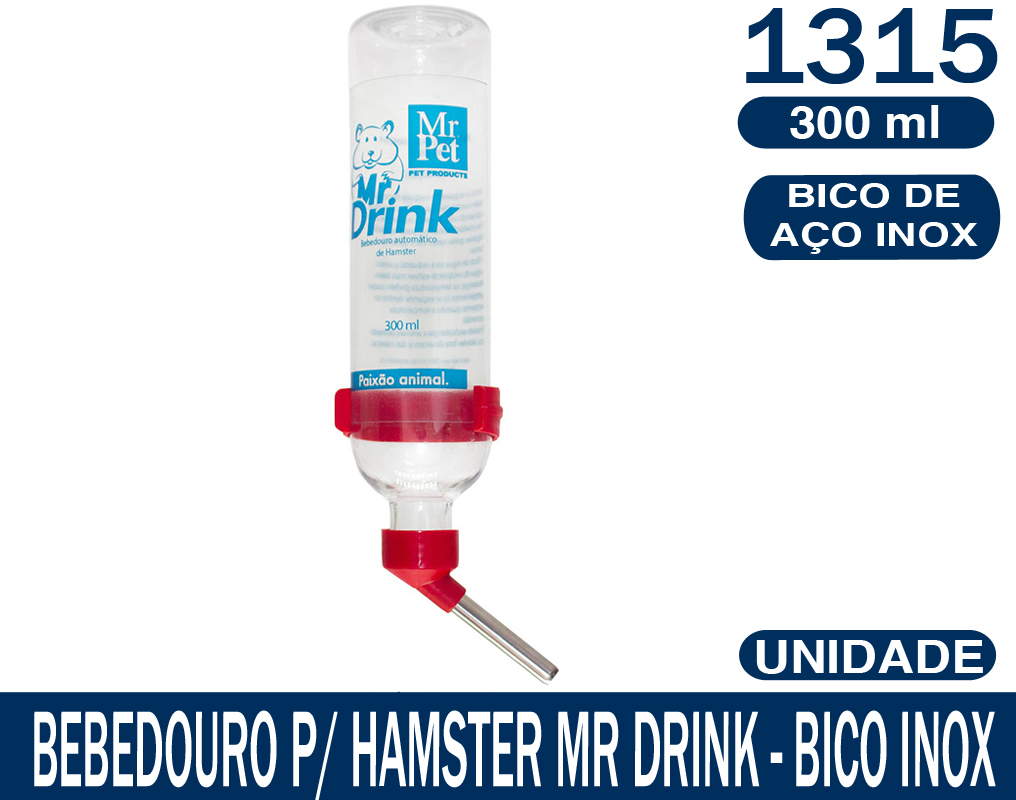 1315
300 ml
BICO DE
AÇO INOX
Mr.
Pet
PET PRODUCTS
Mr.
Drink
Bebedouro automático
de Hamster
300 ml
Paixão animal.
UNIDADE
BEBEDOURO P/ HAMSTER MR DRINK - BICO INOX